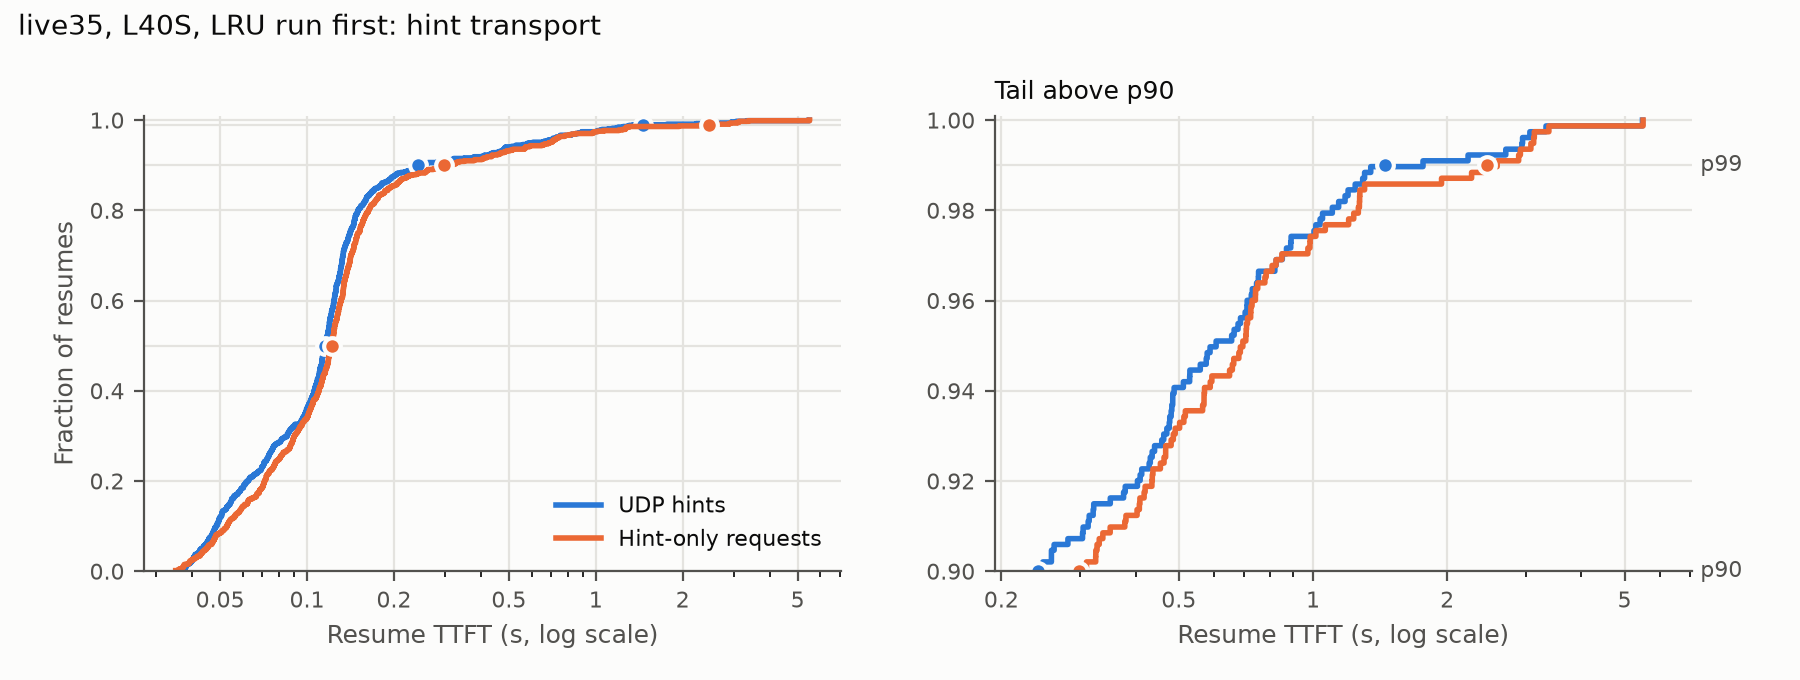 live35, L40S, LRU run first: hint transport
Fraction of resumes
1.0
0.8
0.6
0.4
0.2
0.0
0.05
0.1
0.2
0.5
1
2
5
Resume TTFT (s, log scale)
UDP hints
Hint-only requests
Tail above p90
1.00
0.98
0.96
0.94
0.92
0.90
p99
p90
0.2
0.5
1
2
5
Resume TTFT (s, log scale)